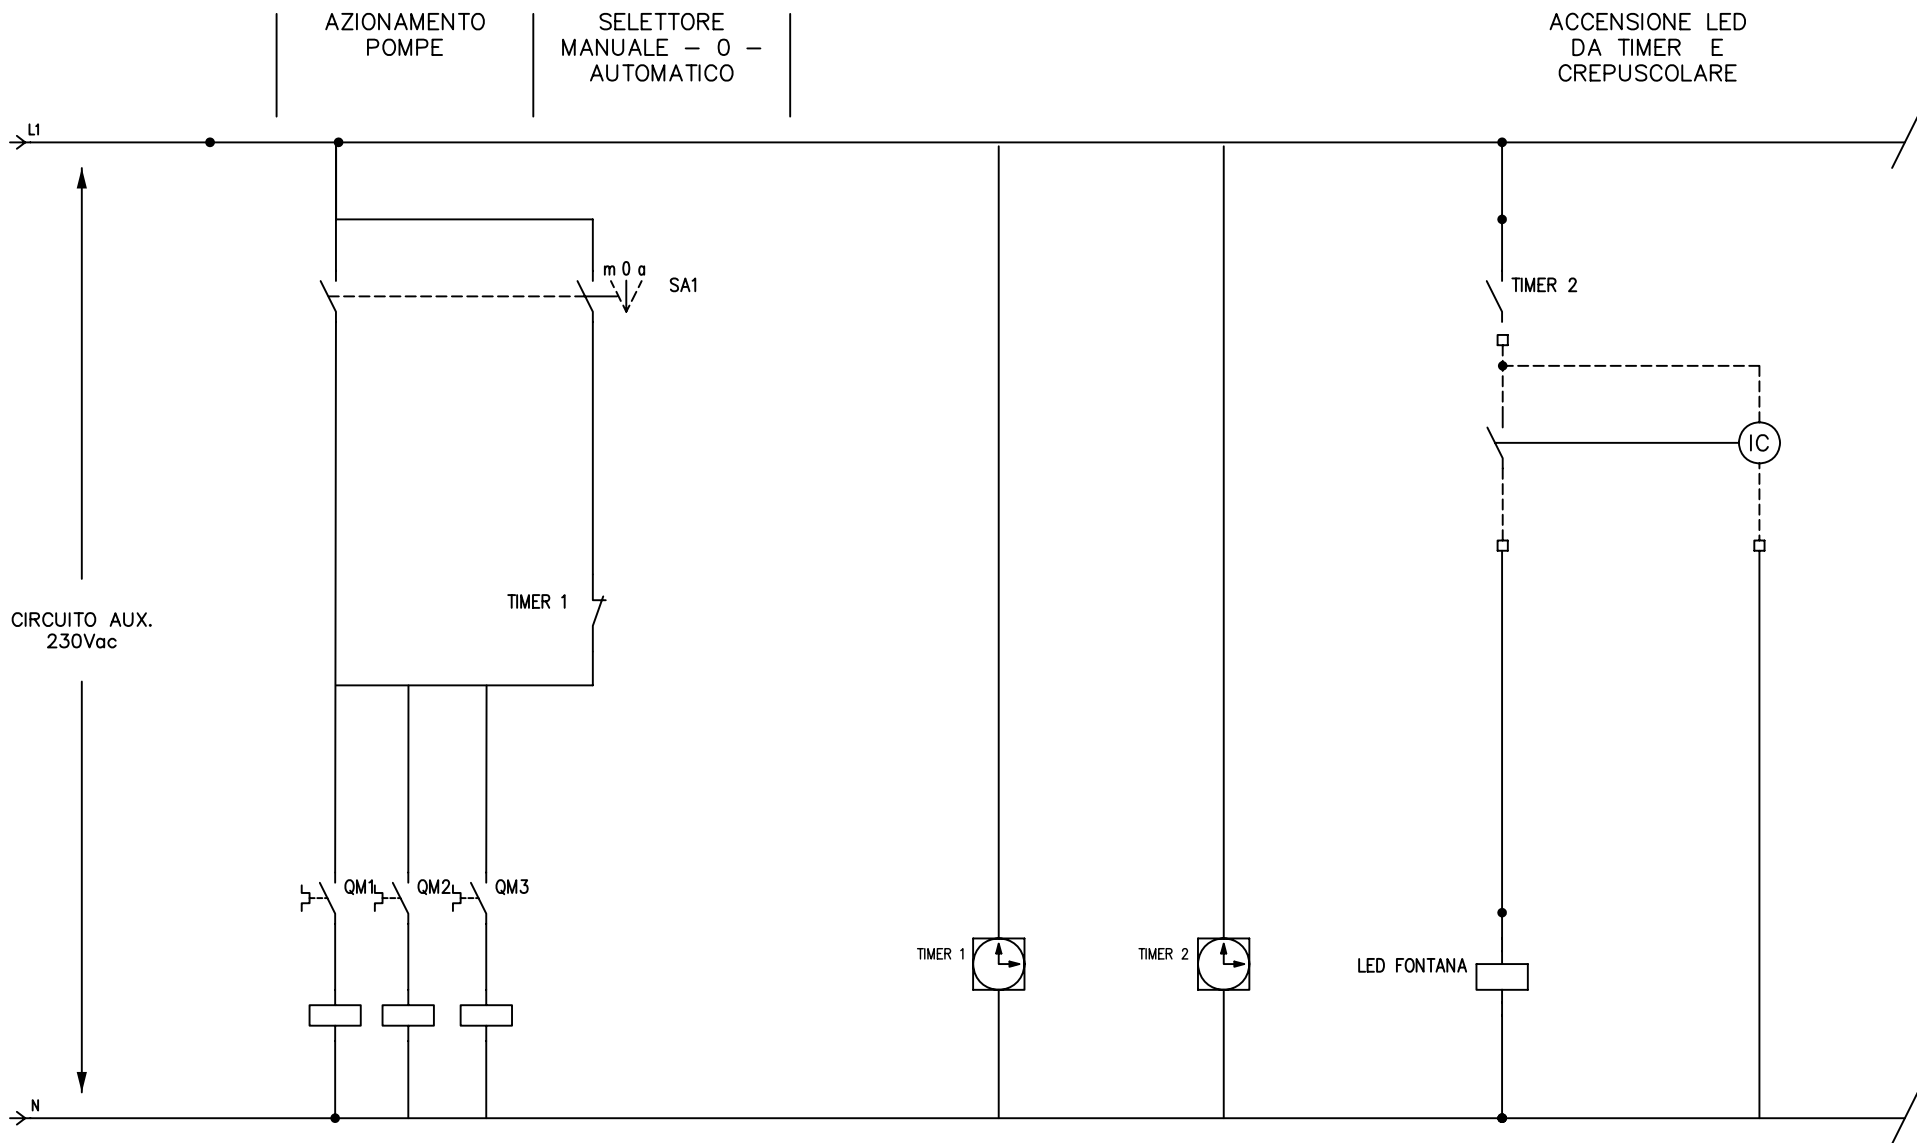 AZIONAMENTO
POMPE
SELETTORE
MANUALE – 0 –
AUTOMATICO
ACCENSIONE LED
DA TIMER E
CREPUSCOLARE
L1
m 0 a
SA1
TIMER 2
IC
TIMER 1
CIRCUITO AUX.
230Vac
QM1
QM2
QM3
TIMER 1
TIMER 2
LED FONTANA
N